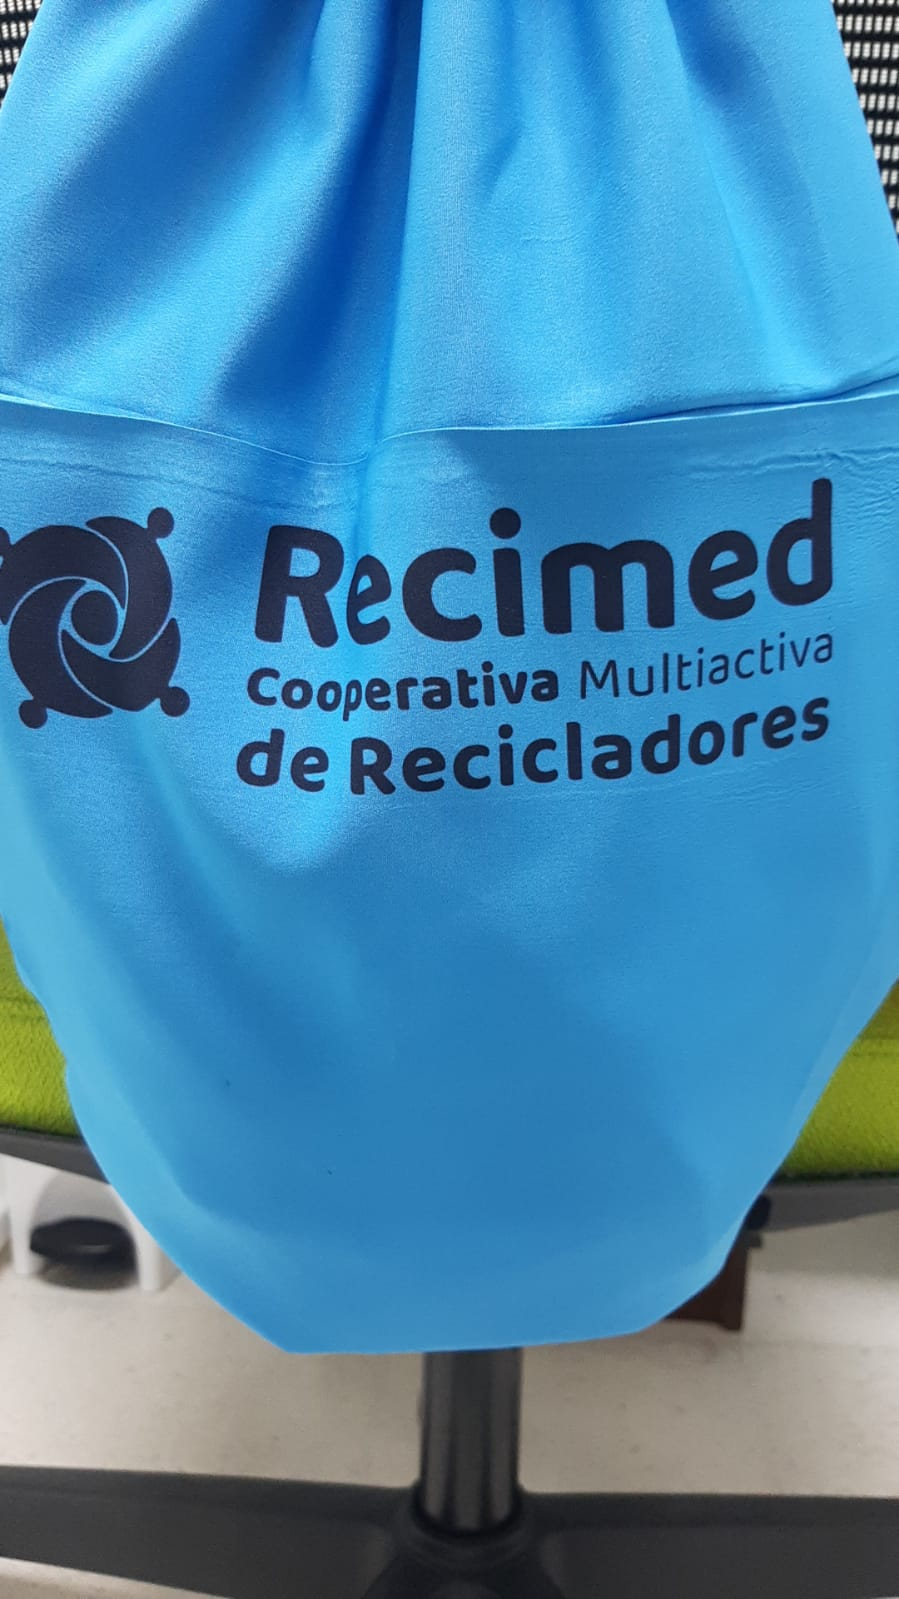 Recimed
Cooperativa Multiactiva
de Recicladores